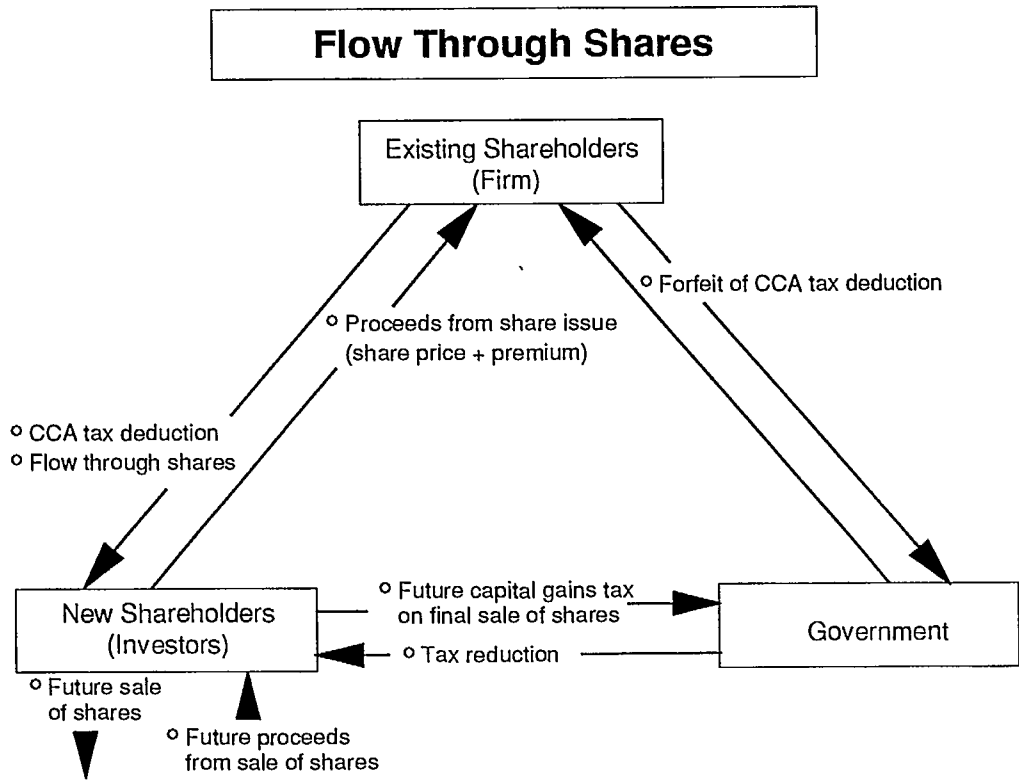 Flow Through Shares
Existing Shareholders
(Firm)
○ Forfeit of CCA tax deduction
○ Proceeds from share issue
(share price + premium)
○ CCA tax deduction
○ Flow through shares
New Shareholders
(Investors)
○ Future capital gains tax
on final sale of shares
○ Tax reduction
Government
○ Future sale
of shares
○ Future proceeds
from sale of shares